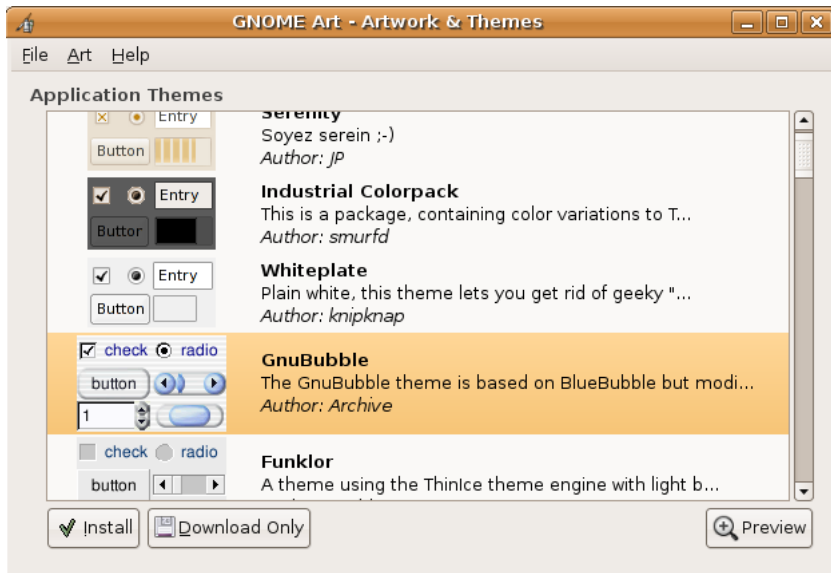 GNOME Art - Artwork & Themes
File Art Help
Application Themes
Entry
Button
Serenity
Soyez serein ;-)
Author: JP
Entry
Button
Industrial Colorpack
This is a package, containing color variations to T...
Author: smurfd
Entry
Button
Whiteplate
Plain white, this theme lets you get rid of geeky "...
Author: knipknap
check radio
button
1
GnuBubble
The GnuBubble theme is based on BlueBubble but modi...
Author: Archive
check radio
button
Funklor
A theme using the ThinIce theme engine with light b...
Install Download Only Preview